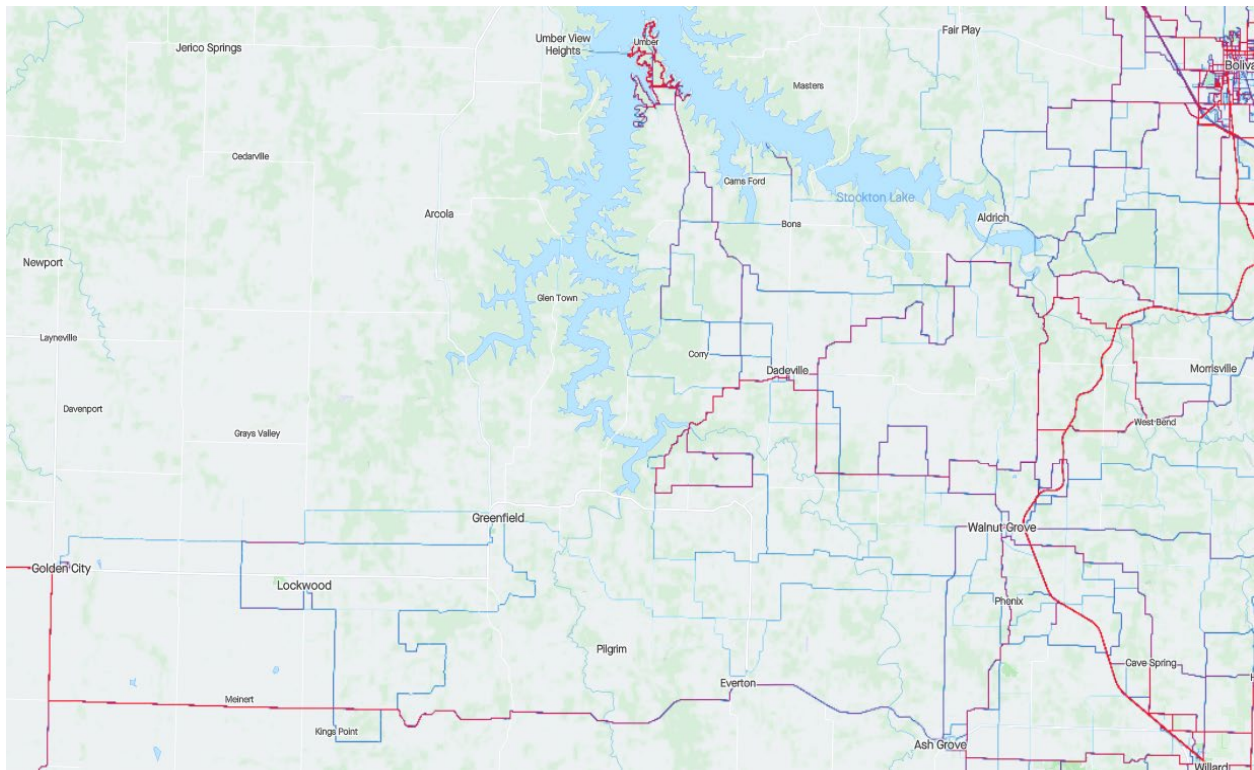 Jerico Springs
Umber View
Heights
Umber
Fair Play
Masters
Cedarville
Arcola
Cams Ford
Stockton Lake
Bona
Aldrich
Newport
Glen Town
Layneville
Corry
Dadeville
Morrisville
Davenport
Grays Valley
West Bend
Greenfield
Walnut Grove
Golden City
Lockwood
Phenix
Pilgrim
Cave Spring
Everton
Meinert
Kings Point
Ash Grove
Boliva
Willard